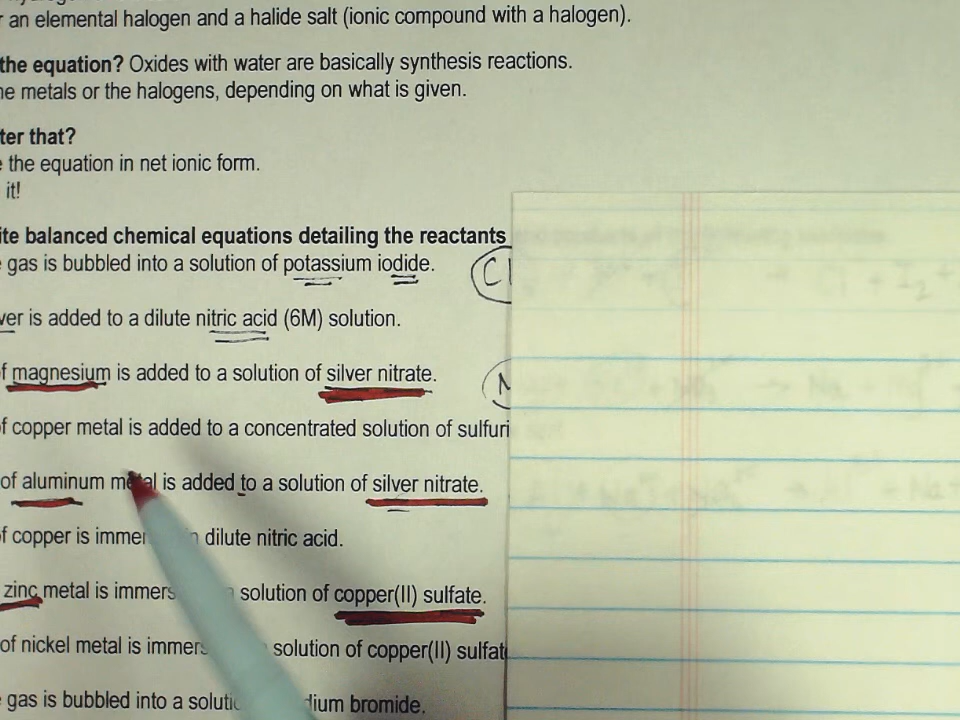 r an elemental halogen and a halide salt (ionic compound with a halogen).
the equation? Oxides with water are basically synthesis reactions.
he metals or the halogens, depending on what is given.
ter that?
e the equation in net ionic form.
it!
ite balanced chemical equations detailing the reactants
e gas is bubbled into a solution of potassium iodide.
ver is added to a dilute nitric acid (6M) solution.
f magnesium is added to a solution of silver nitrate.
f copper metal is added to a concentrated solution of sulfuri
of aluminum metal is added to a solution of silver nitrate.
f copper is immer dilute nitric acid.
zinc metal is immers solution of copper(II) sulfate.
of nickel metal is immers solution of copper(II) sulfat
e gas is bubbled into a soluti dium bromide.